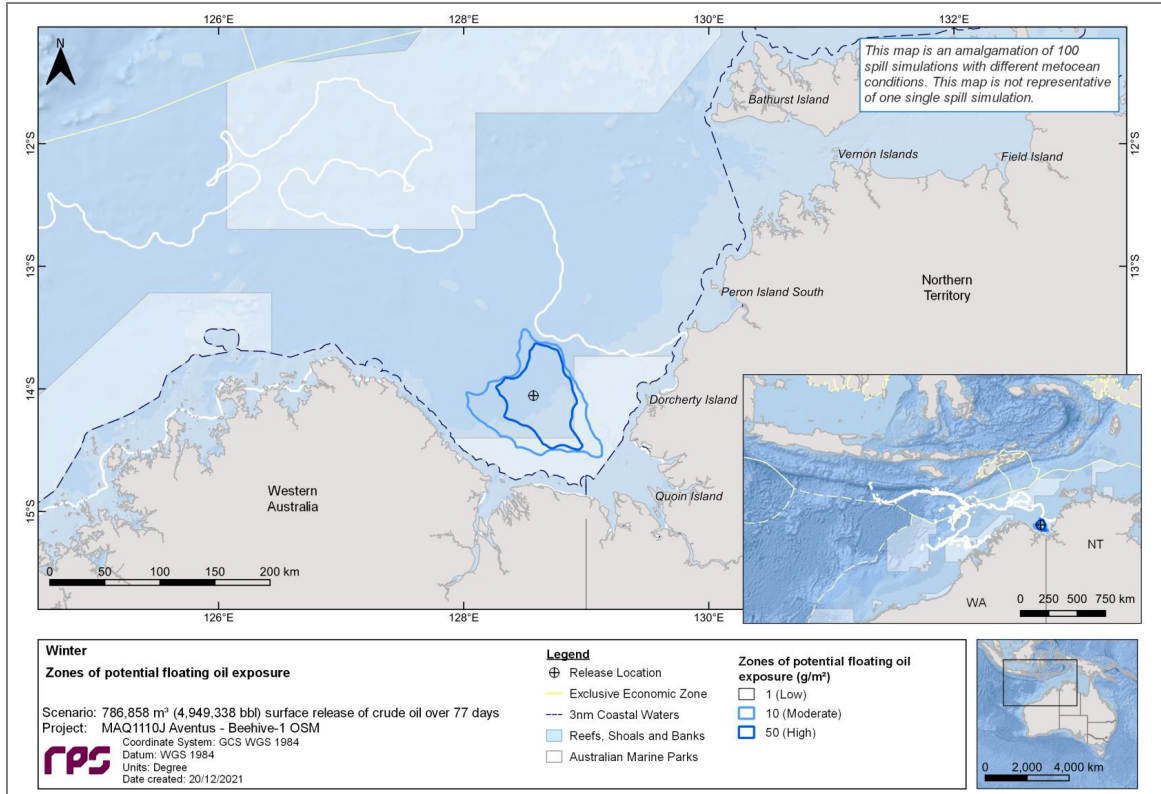 126°E
128°E
130°E
132°E
N
This map is an amalgamation of 100
spill simulations with different metocean
conditions. This map is not representative
of one single spill simulation.
Bathurst Island
12°S
12°S
Vernon Islands
Field Island
13°S
13°S
Northern
Territory
Peron Island South
14°S
Dorcherty Island
Western
Australia
Quoin Island
15°S
NT
WA
0 50 100 150 200 km
0 250 500 750 km
126°E
128°E
130°E
Winter
Zones of potential floating oil exposure
Scenario: 786,858 m³ (4,949,338 bbl) surface release of crude oil over 77 days
Project: MAQ1110J Aventus - Beehive-1 OSM
rps
Coordinate System: GCS WGS 1984
Datum: WGS 1984
Units: Degree
Date created: 20/12/2021
Legend
Release Location
Exclusive Economic Zone
3nm Coastal Waters
Reefs, Shoals and Banks
Australian Marine Parks
Zones of potential floating oil
exposure (g/m²)
1 (Low)
10 (Moderate)
50 (High)
0 2,000 4,000 km